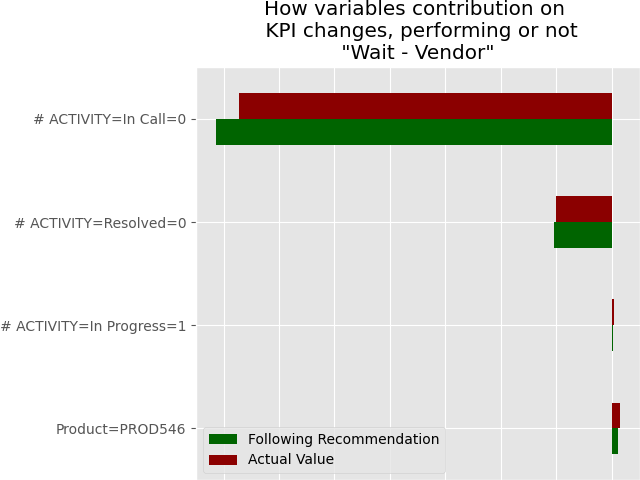 How variables contribution on
KPI changes, performing or not
"Wait - Vendor"
# ACTIVITY=In Call=0
# ACTIVITY=Resolved=0
# ACTIVITY=In Progress=1
Product=PROD546
Following Recommendation
Actual Value